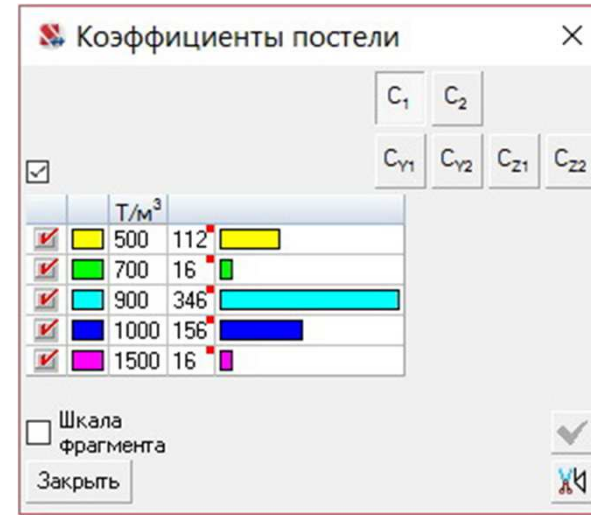 Коэффициенты постели
C1 C2
CY1 CY2 CZ1 CZ2
Т/м³
500 112
700 16
900 346
1000 156
1500 16
Шкала
фрагмента
Закрыть